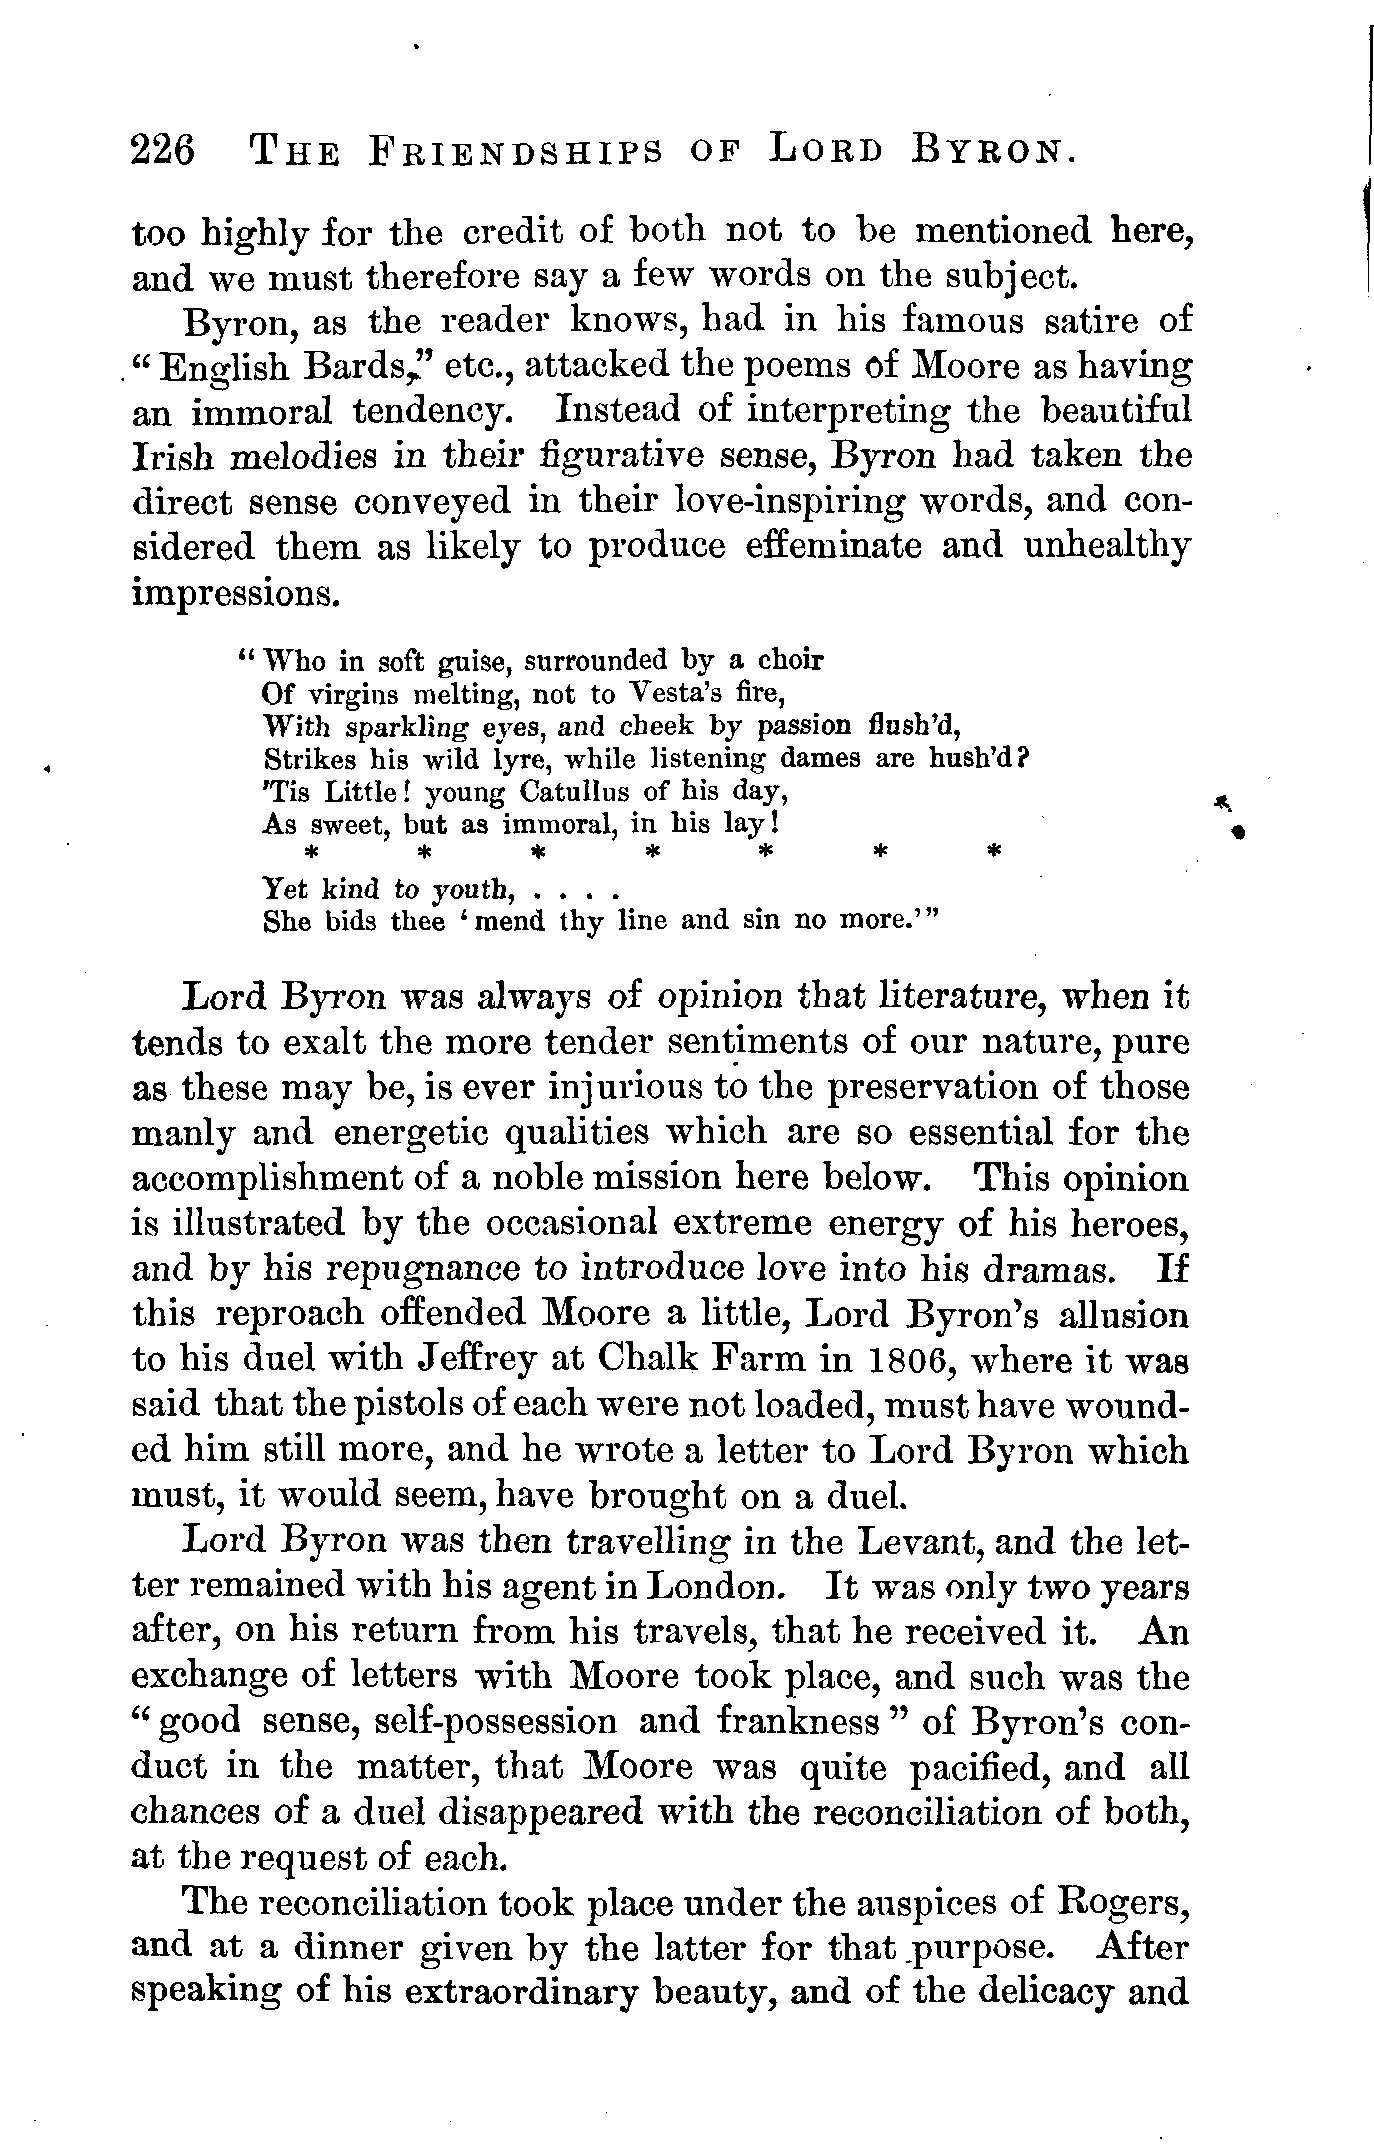 226 THE FRIENDSHIPS OF LORD BYRON.
too highly for the credit of both not to be mentioned here,
and we must therefore say a few words on the subject.
Byron, as the reader knows, had in his famous satire of
“English Bards,” etc., attacked the poems of Moore as having
an immoral tendency. Instead of interpreting the beautiful
Irish melodies in their figurative sense, Byron had taken the
direct sense conveyed in their love-inspiring words, and con-
sidered them as likely to produce effeminate and unhealthy
impressions.
“Who in soft guise, surrounded by a choir
Of virgins melting, not to Vesta’s fire,
With sparkling eyes, and cheek by passion flush’d,
Strikes his wild lyre, while listening dames are hush’d?
’Tis Little! young Catullus of his day,
As sweet, but as immoral, in his lay!
* * * * * * *
Yet kind to youth, . . . .
She bids thee ‘mend thy line and sin no more.’”
Lord Byron was always of opinion that literature, when it
tends to exalt the more tender sentiments of our nature, pure
as these may be, is ever injurious to the preservation of those
manly and energetic qualities which are so essential for the
accomplishment of a noble mission here below. This opinion
is illustrated by the occasional extreme energy of his heroes,
and by his repugnance to introduce love into his dramas. If
this reproach offended Moore a little, Lord Byron’s allusion
to his duel with Jeffrey at Chalk Farm in 1806, where it was
said that the pistols of each were not loaded, must have wound-
ed him still more, and he wrote a letter to Lord Byron which
must, it would seem, have brought on a duel.
Lord Byron was then travelling in the Levant, and the let-
ter remained with his agent in London. It was only two years
after, on his return from his travels, that he received it. An
exchange of letters with Moore took place, and such was the
“good sense, self-possession and frankness” of Byron’s con-
duct in the matter, that Moore was quite pacified, and all
chances of a duel disappeared with the reconciliation of both,
at the request of each.
The reconciliation took place under the auspices of Rogers,
and at a dinner given by the latter for that purpose. After
speaking of his extraordinary beauty, and of the delicacy and